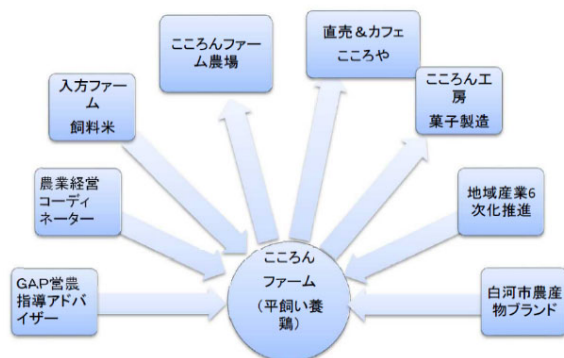 直売＆カフェ
こころや
こころんファ
ーム農場
こころん工
房
菓子製造
入方ファー
ム
飼料米
農業経営
コーディ
ネーター
地域産業6
次化推進
GAP営農
指導アドバ
イザー
こころん
ファーム
（平飼い養
鶏）
白河市農産
物ブランド